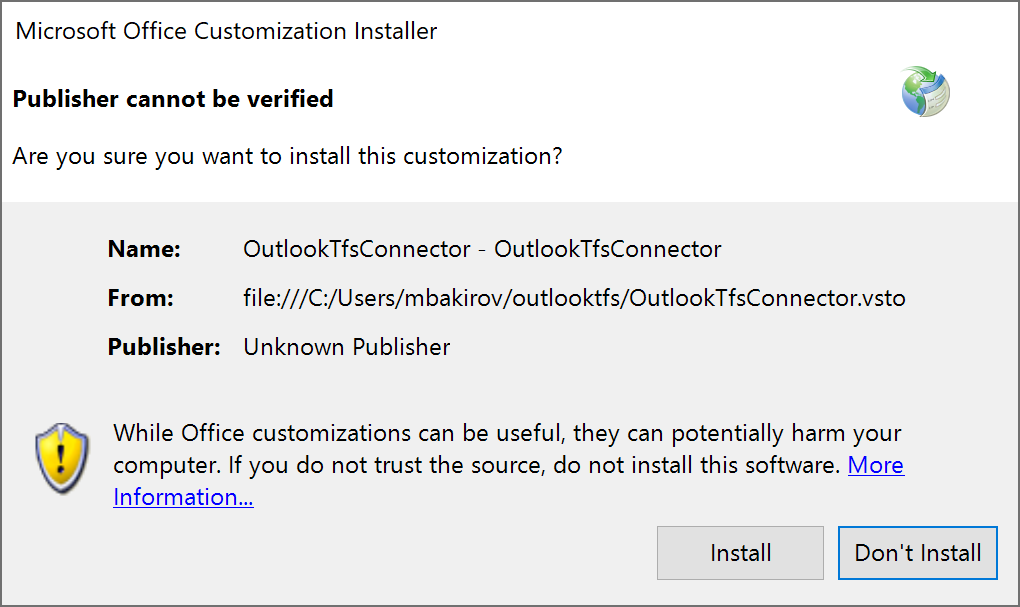 Microsoft Office Customization Installer
Publisher cannot be verified
Are you sure you want to install this customization?
Name: OutlookTfsConnector - OutlookTfsConnector
From: file:///C:/Users/mbakirov/outlooktfs/OutlookTfsConnector.vsto
Publisher: Unknown Publisher
While Office customizations can be useful, they can potentially harm your
computer. If you do not trust the source, do not install this software. More
Information...
Install Don't Install